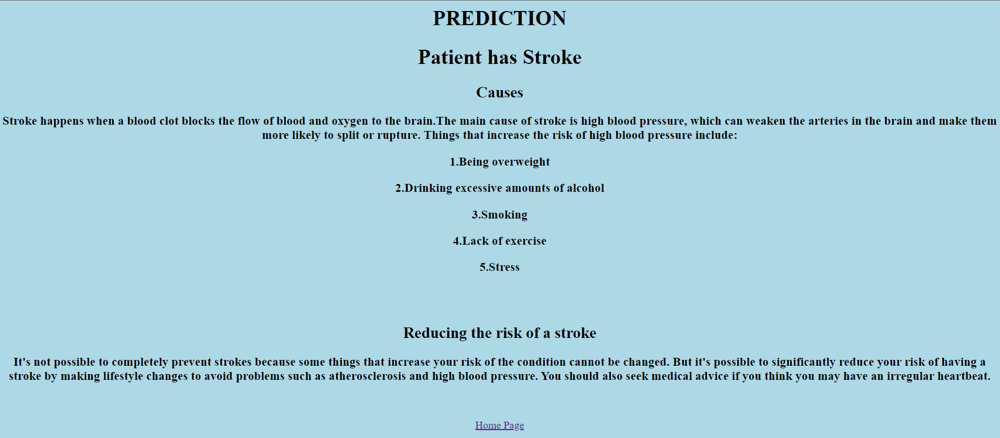 PREDICTION
Patient has Stroke
Causes
Stroke happens when a blood clot blocks the flow of blood and oxygen to the brain.The main cause of stroke is high blood pressure, which can weaken the arteries in the brain and make them
more likely to split or rupture. Things that increase the risk of high blood pressure include:
1.Being overweight
2.Drinking excessive amounts of alcohol
3.Smoking
4.Lack of exercise
5.Stress
Reducing the risk of a stroke
It's not possible to completely prevent strokes because some things that increase your risk of the condition cannot be changed. But it's possible to significantly reduce your risk of having a
stroke by making lifestyle changes to avoid problems such as atherosclerosis and high blood pressure. You should also seek medical advice if you think you may have an irregular heartbeat.
Home Page